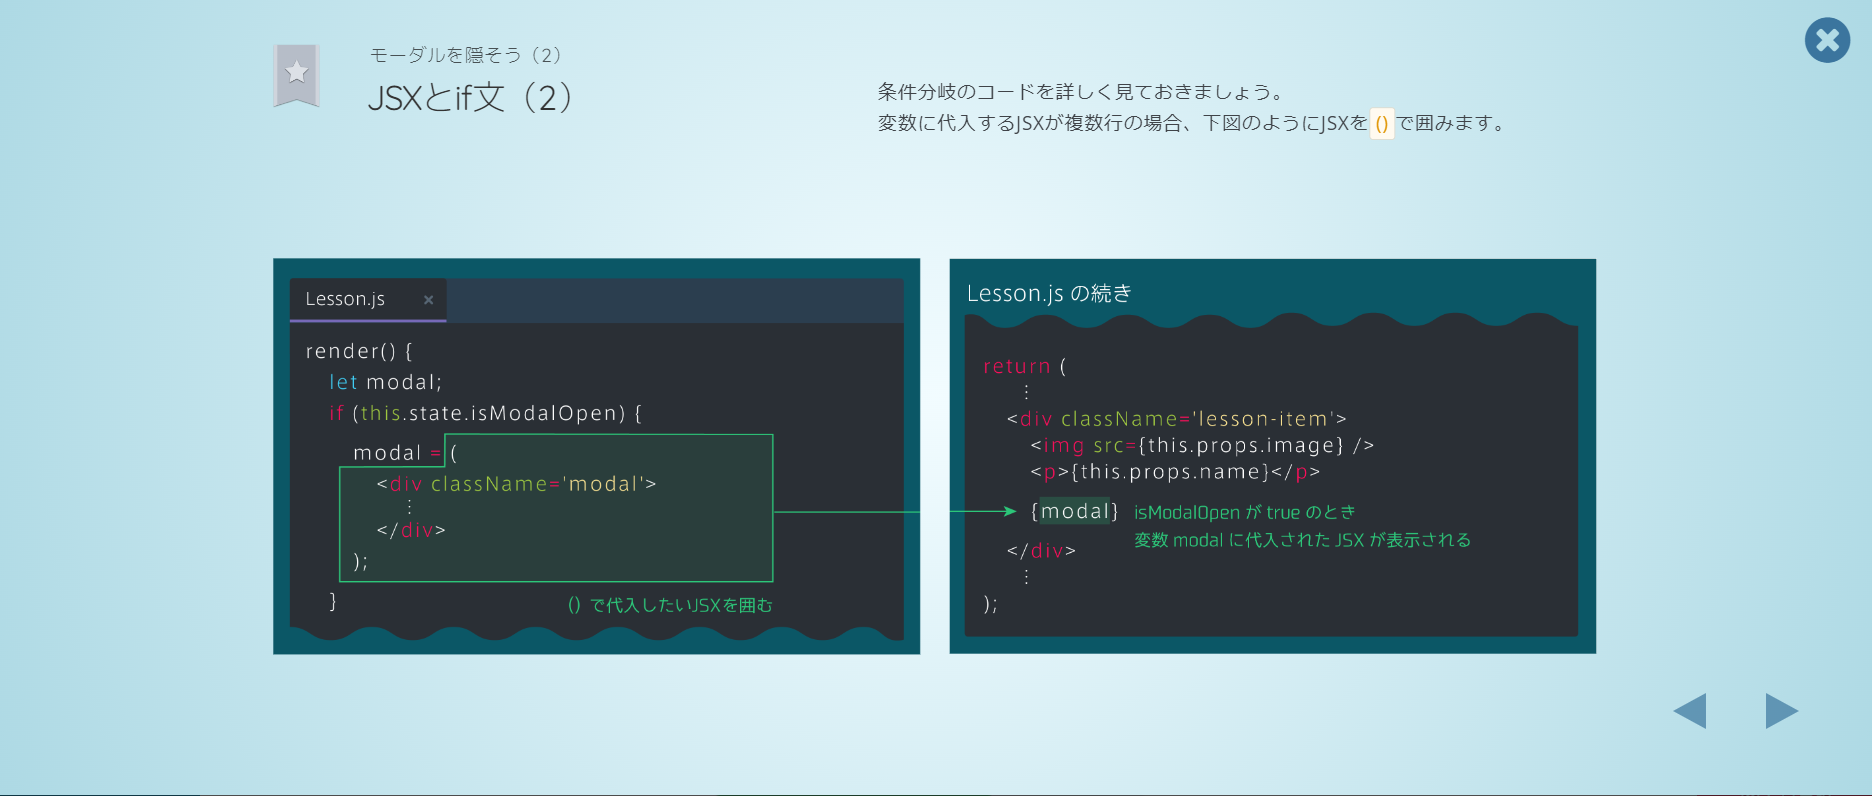 モーダルを隠そう（2）
JSXとif文（2）
条件分岐のコードを詳しく見ておきましょう。
変数に代入するJSXが複数行の場合、下図のようにJSXを () で囲みます。
Lesson.js ×
render() {
let modal;
if (this.state.isModalOpen) {
modal = (
<div className='modal'>
⋮
</div>
);
}
() で代入したいJSXを囲む
Lesson.js の続き
return (
⋮
<div className='lesson-item'>
<img src={this.props.image} />
<p>{this.props.name}</p>
{modal} isModalOpen が true のとき
変数 modal に代入された JSX が表示される
</div>
⋮
);